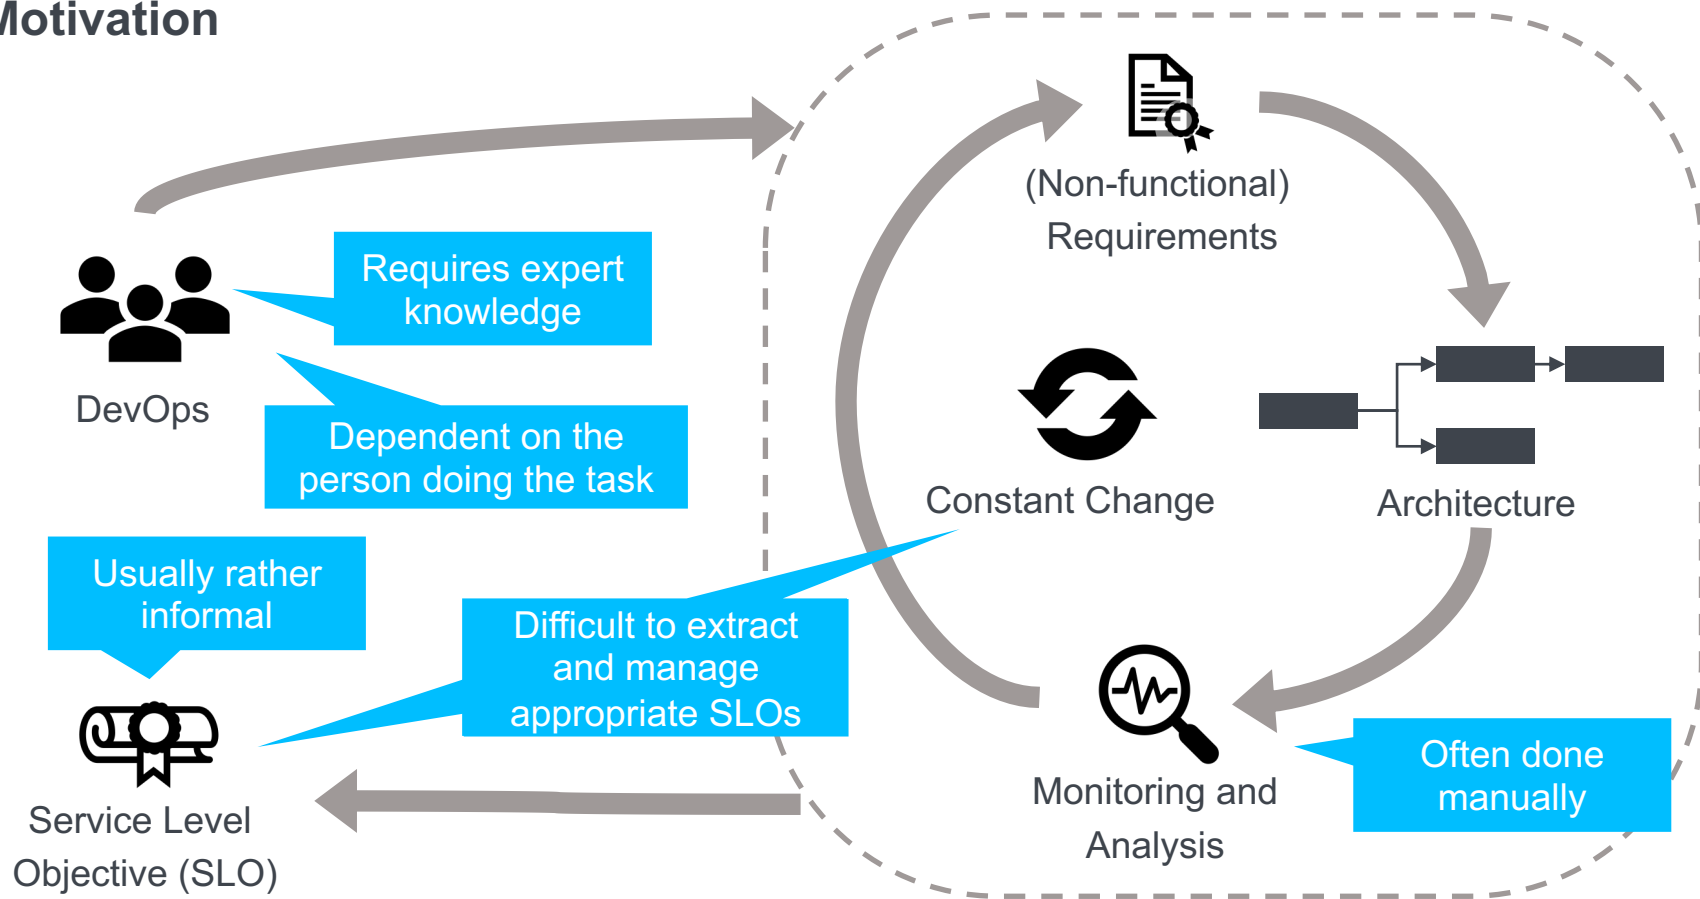 Motivation
(Non-functional)
Requirements
Requires expert
knowledge
DevOps
Dependent on the
person doing the task
Constant Change
Architecture
Usually rather
informal
Difficult to extract
and manage
appropriate SLOs
Service Level
Objective (SLO)
Monitoring and
Analysis
Often done
manually